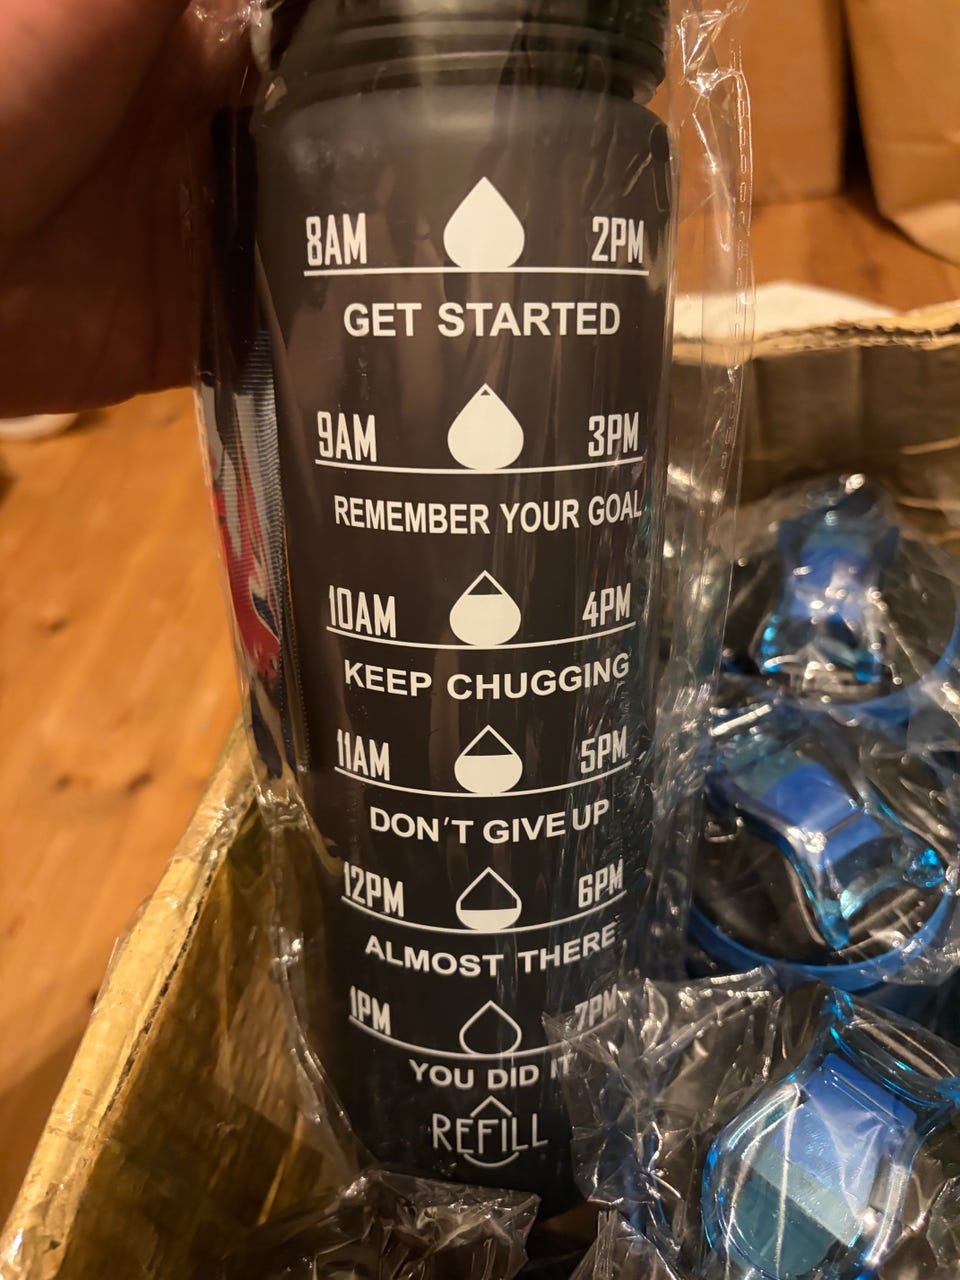 8AM 2PM
GET STARTED
9AM 3PM
REMEMBER YOUR GOAL
10AM 4PM
KEEP CHUGGING
11AM 5PM
DON'T GIVE UP
12PM 6PM
ALMOST THERE
1PM 7PM
YOU DID IT
REFILL